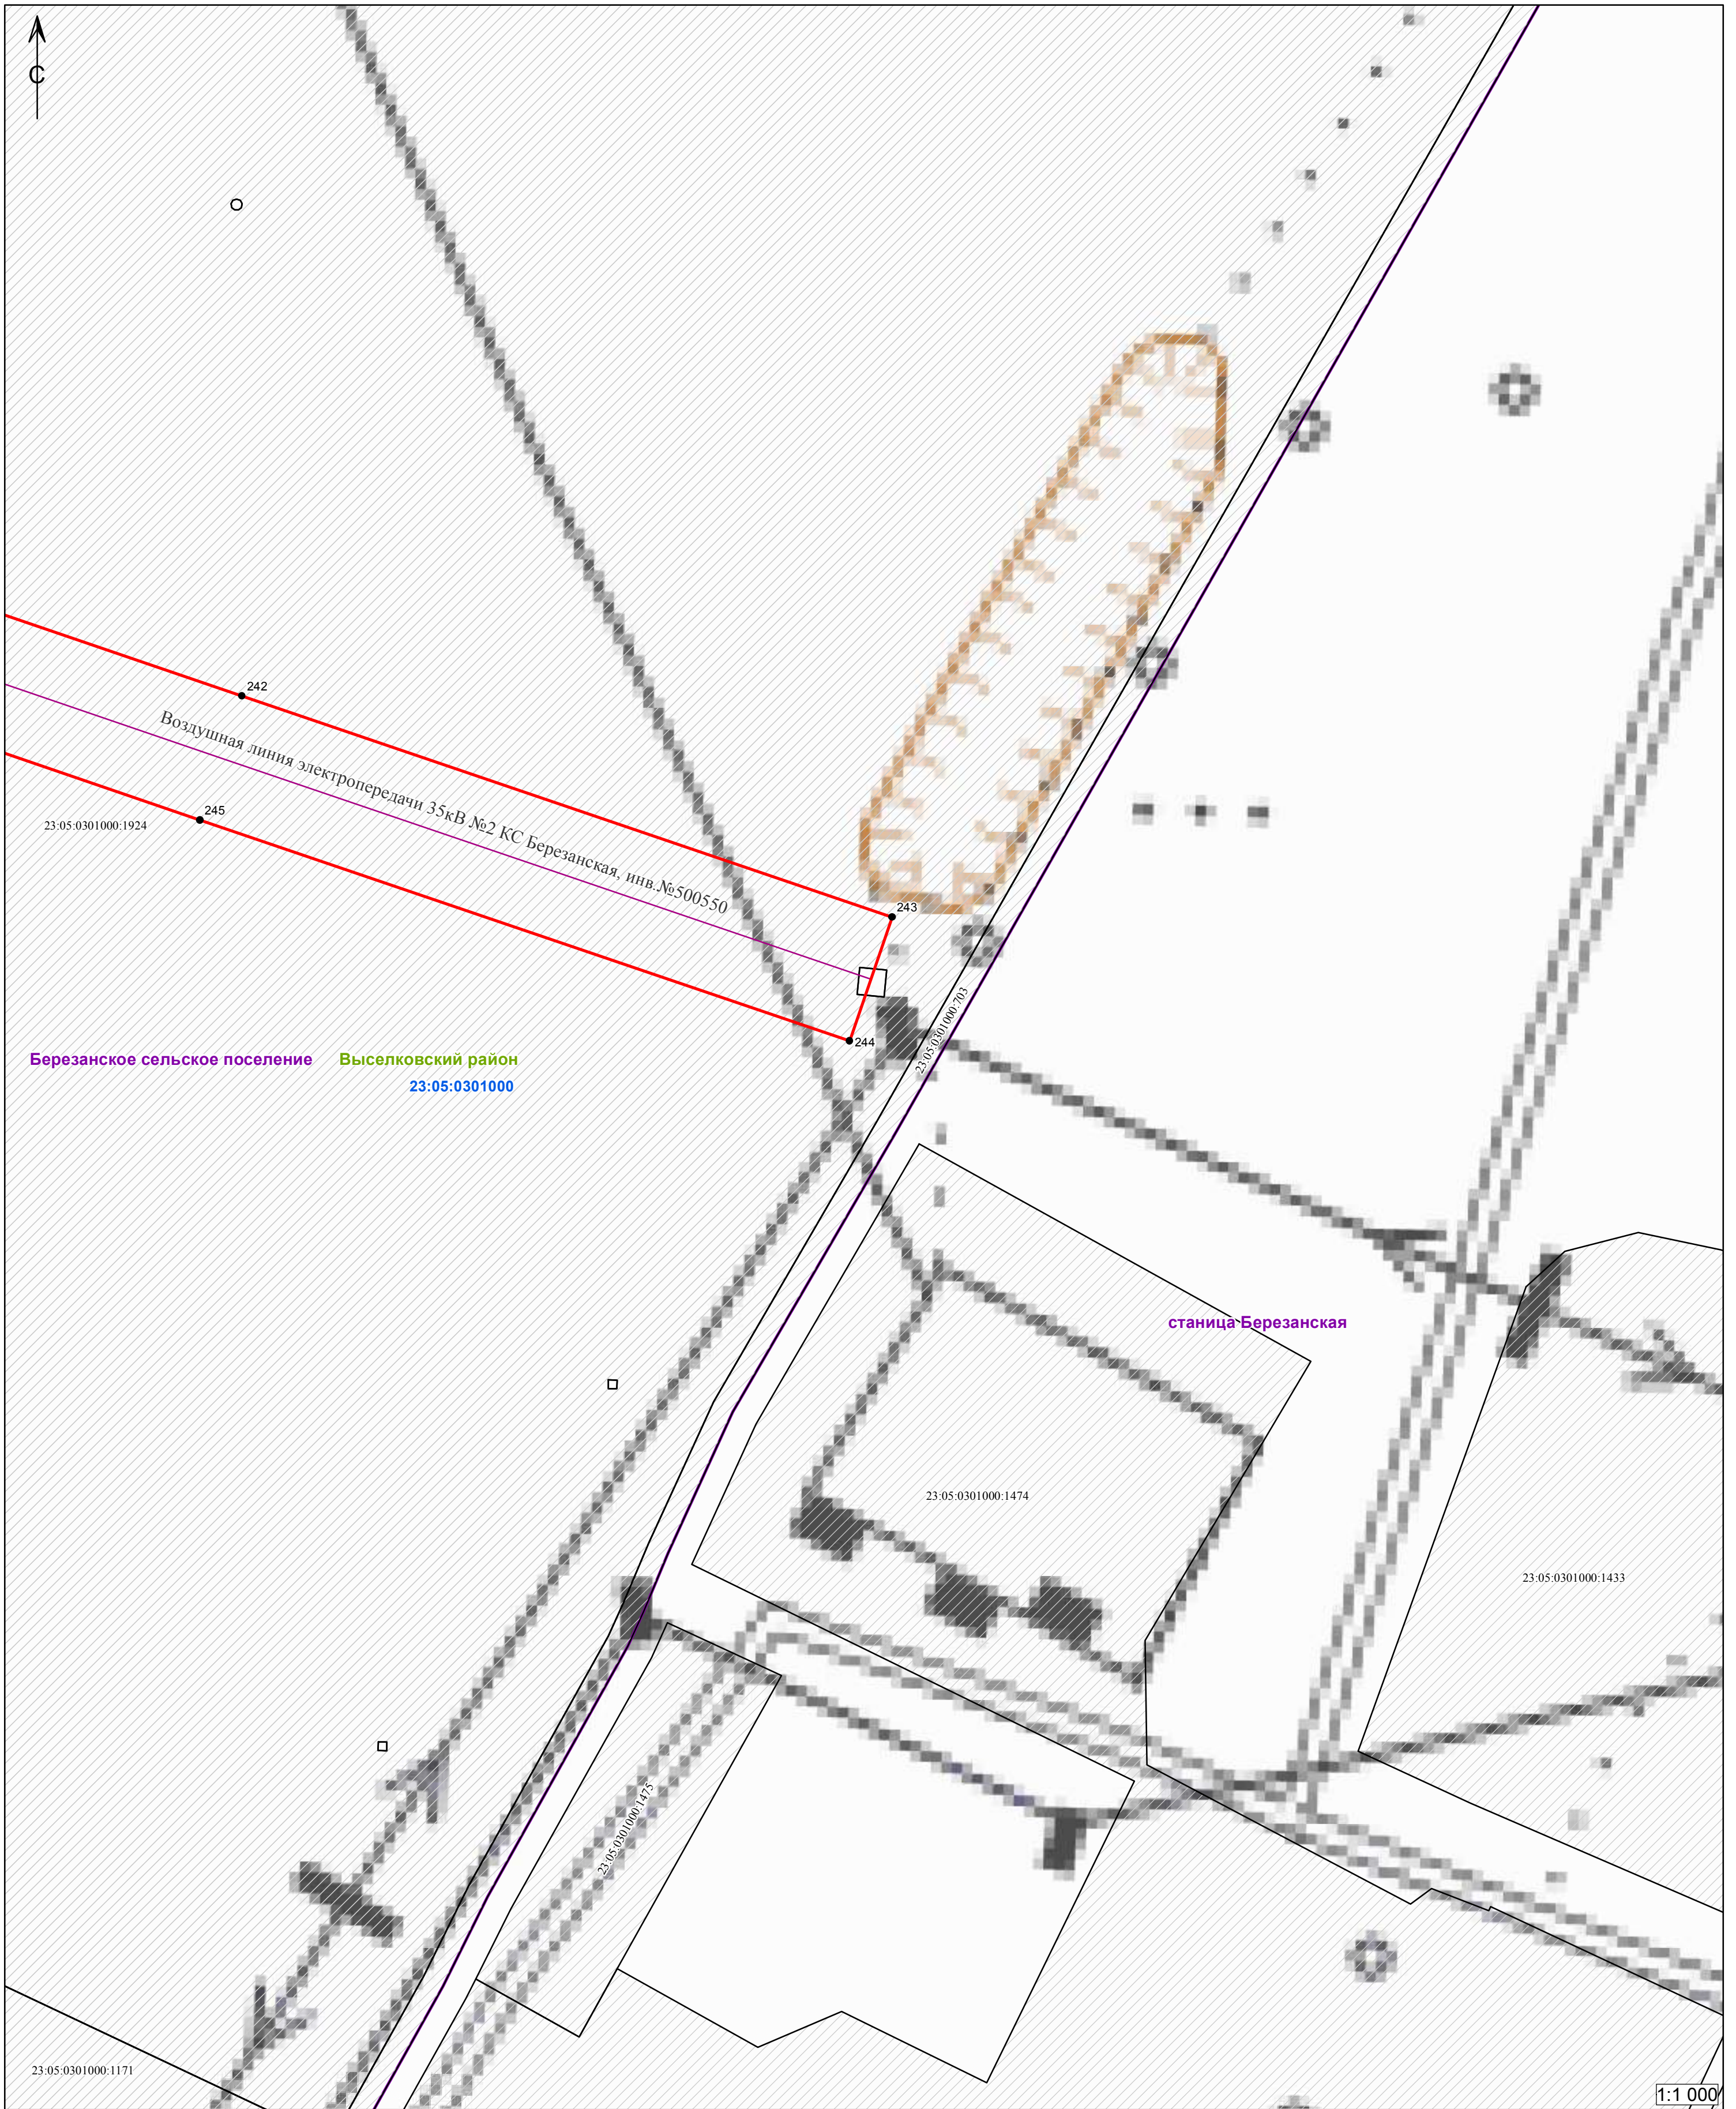 С
242
Воздушная линия электропередачи 35кВ №2 КС Березанская, инв.№500550
245
23:05:0301000:1924
243
244
23:05:0301000:703
Березанское сельское поселение
Выселковский район
23:05:0301000
станица Березанская
23:05:0301000:1474
23:05:0301000:1433
23:05:0301000:1475
23:05:0301000:1171
1:1 000